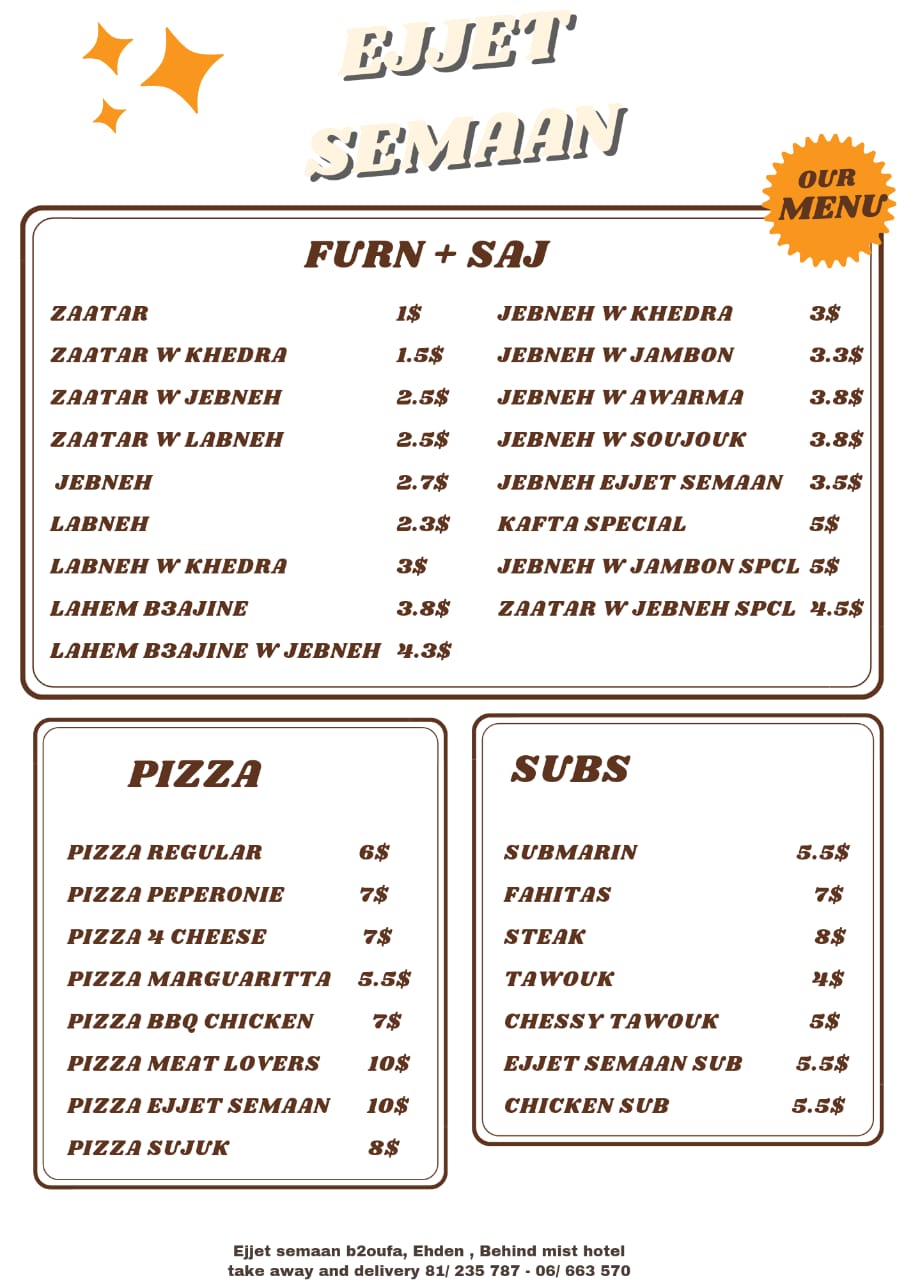 EJJET
SEMAAN
OUR
MENU
FURN + SAJ
ZAATAR 1$
ZAATAR W KHEDRA 1.5$
ZAATAR W JEBNEH 2.5$
ZAATAR W LABNEH 2.5$
JEBNEH 2.7$
LABNEH 2.3$
LABNEH W KHEDRA 3$
LAHEM B3AJINE 3.8$
LAHEM B3AJINE W JEBNEH 4.3$
JEBNEH W KHEDRA 3$
JEBNEH W JAMBON 3.3$
JEBNEH W AWARMA 3.8$
JEBNEH W SOUJOUK 3.8$
JEBNEH EJJET SEMAAN 3.5$
KAFTA SPECIAL 5$
JEBNEH W JAMBON SPCL 5$
ZAATAR W JEBNEH SPCL 4.5$
PIZZA
PIZZA REGULAR 6$
PIZZA PEPERONIE 7$
PIZZA 4 CHEESE 7$
PIZZA MARGUARITTA 5.5$
PIZZA BBQ CHICKEN 7$
PIZZA MEAT LOVERS 10$
PIZZA EJJET SEMAAN 10$
PIZZA SUJUK 8$
SUBS
SUBMARIN 5.5$
FAHITAS 7$
STEAK 8$
TAWOUK 4$
CHESSY TAWOUK 5$
EJJET SEMAAN SUB 5.5$
CHICKEN SUB 5.5$
Ejjet semaan b2oufa, Ehden , Behind mist hotel
take away and delivery 81/ 235 787 - 06/ 663 570